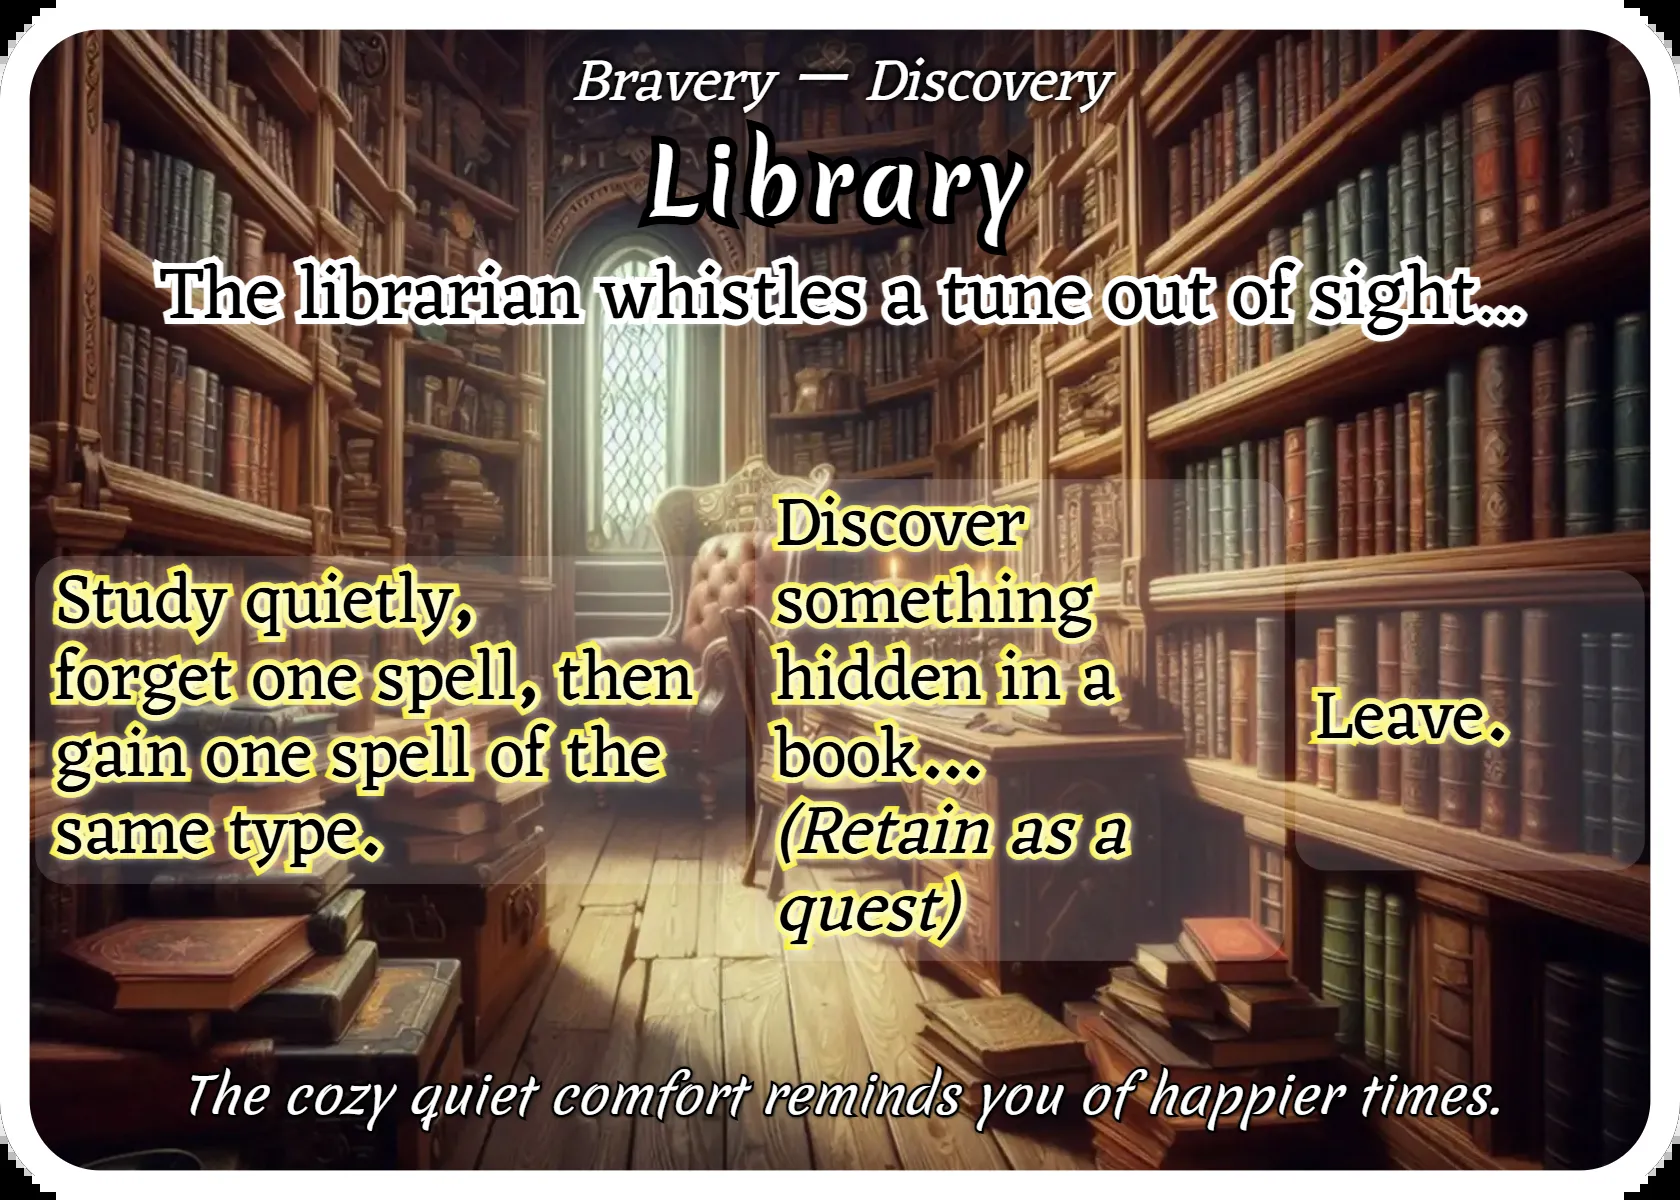 Bravery — Discovery
Library
The librarian whistles a tune out of sight...
Study quietly,
forget one spell, then
gain one spell of the
same type.
Discover
something
hidden in a
book...
(Retain as a
quest)
Leave.
The cozy quiet comfort reminds you of happier times.